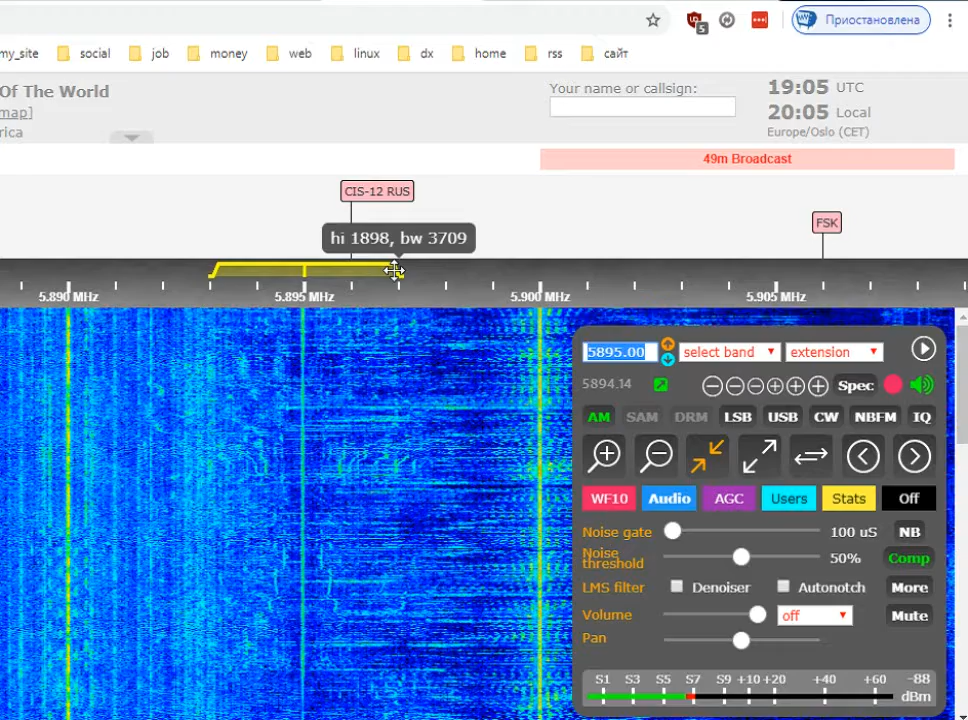 5
Приостановлена
my_site social job money web linux dx home rss сайт
Of The World
map]
rica
Your name or callsign:
19:05 UTC
20:05 Local
Europe/Oslo (CET)
49m Broadcast
CIS-12 RUS
FSK
hi 1898, bw 3709
5.890 MHz 5.895 MHz 5.900 MHz 5.905 MHz
5895.00 select band extension
5894.14 Spec
AM SAM DRM LSB USB CW NBFM IQ
WF10 Audio AGC Users Stats Off
Noise gate 100 uS NB
Noise threshold 50% Comp
LMS filter Denoiser Autonotch More
Volume off Mute
Pan
S1 S3 S5 S7 S9 +10 +20 +40 +60 -88
dBm